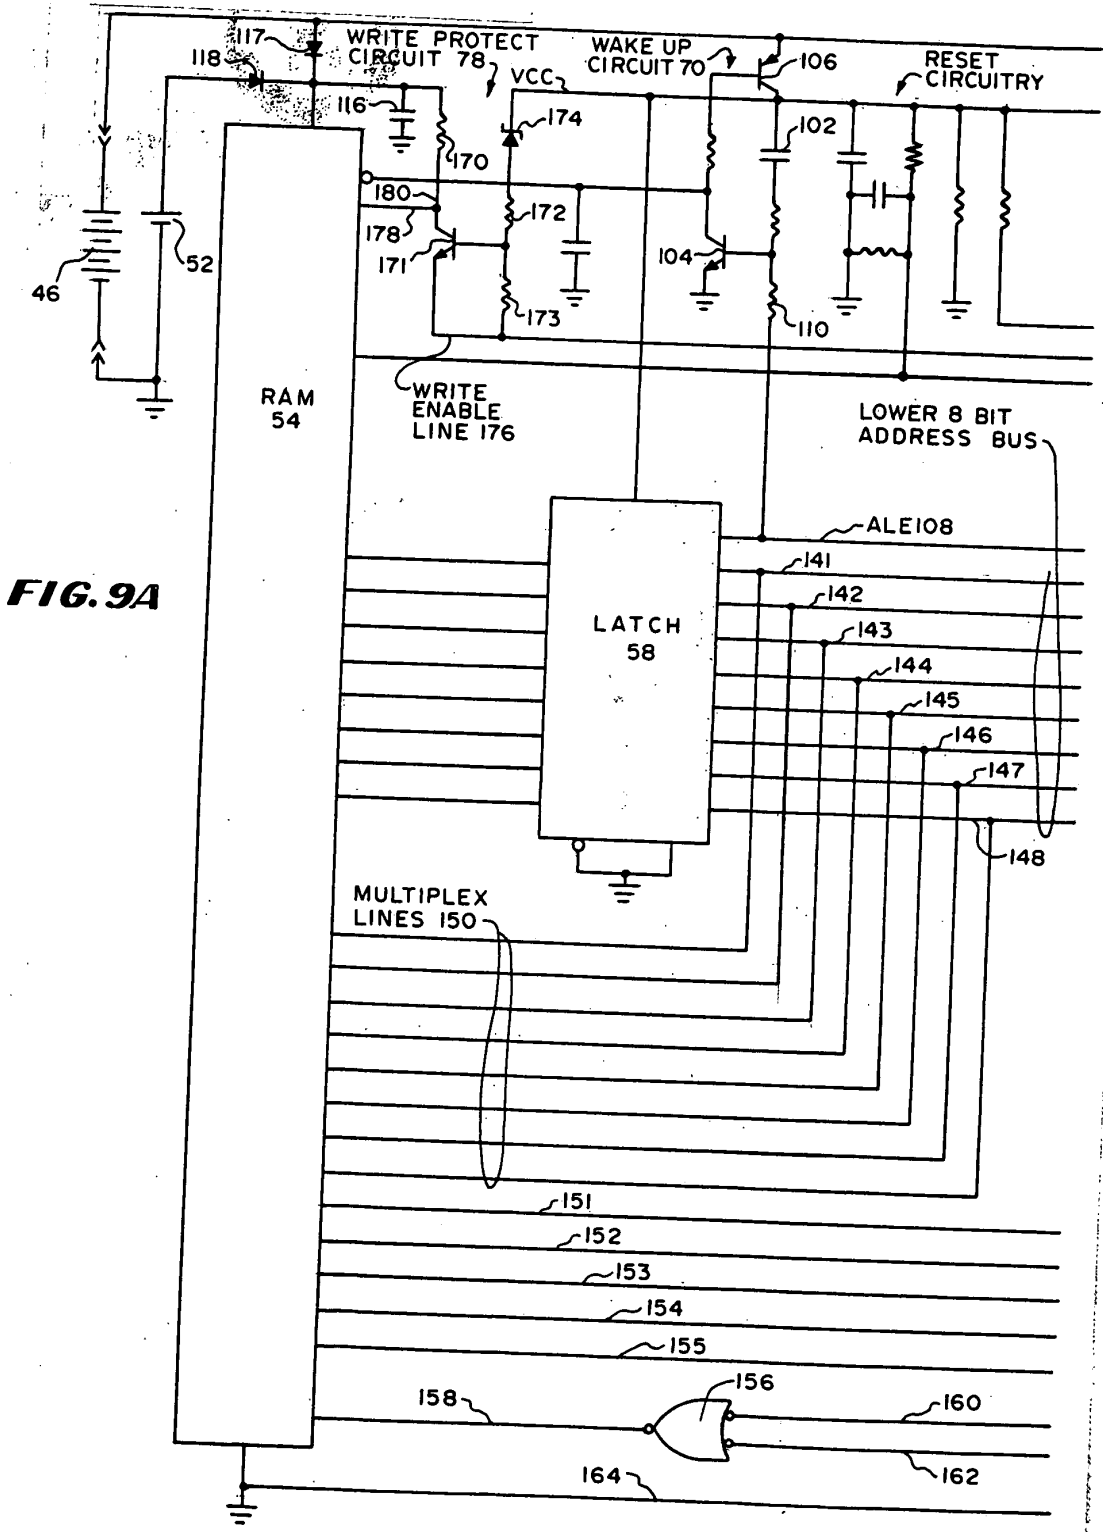 117
WRITE PROTECT
CIRCUIT 78
118
116
170
VCC
174
WAKE UP
CIRCUIT 70
106
102
RESET
CIRCUITRY
180
178
171
172
173
104
110
46
52
RAM
54
WRITE
ENABLE
LINE 176
LOWER 8 BIT
ADDRESS BUS
ALE108
141
142
143
144
145
146
147
148
LATCH
58
FIG. 9A
MULTIPLEX
LINES 150
151
152
153
154
155
156
158
160
162
164